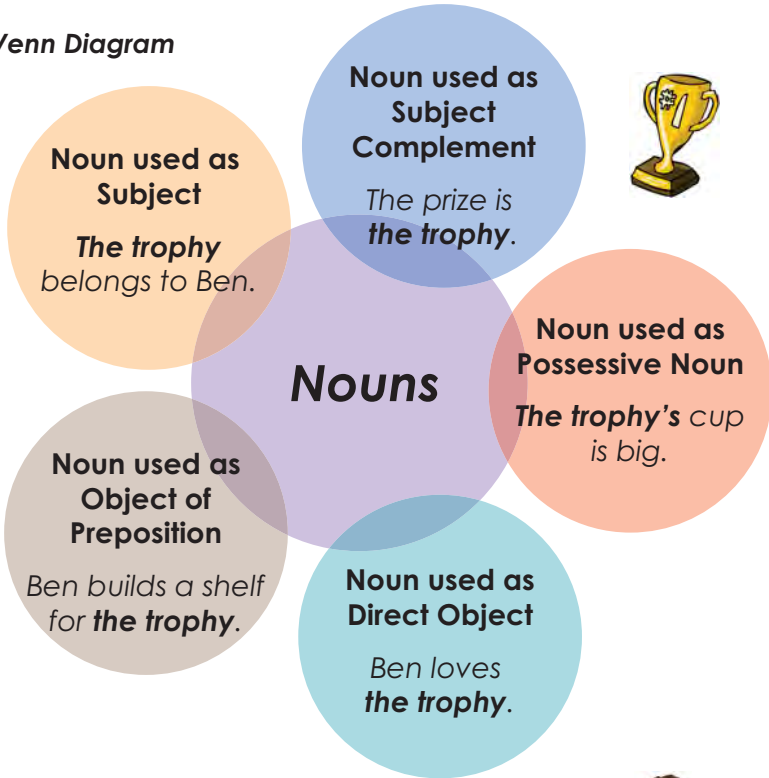 Venn Diagram
Noun used as
Subject
Complement
The prize is
the trophy.
Noun used as
Subject
The trophy
belongs to Ben.
Nouns
Noun used as
Possessive Noun
The trophy's cup
is big.
Noun used as
Object of
Preposition
Ben builds a shelf
for the trophy.
Noun used as
Direct Object
Ben loves
the trophy.
#1